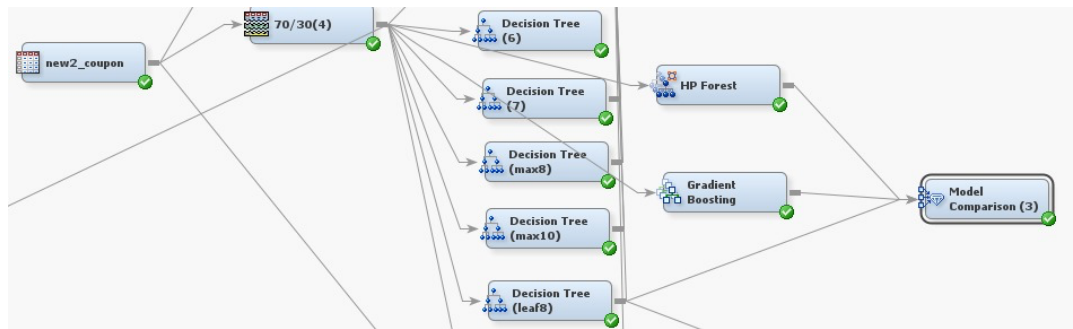 70/30(4)
new2_coupon
Decision Tree
(6)
Decision Tree
(7)
Decision Tree
(max8)
Decision Tree
(max10)
Decision Tree
(leaf8)
HP Forest
Gradient
Boosting
Model
Comparison (3)